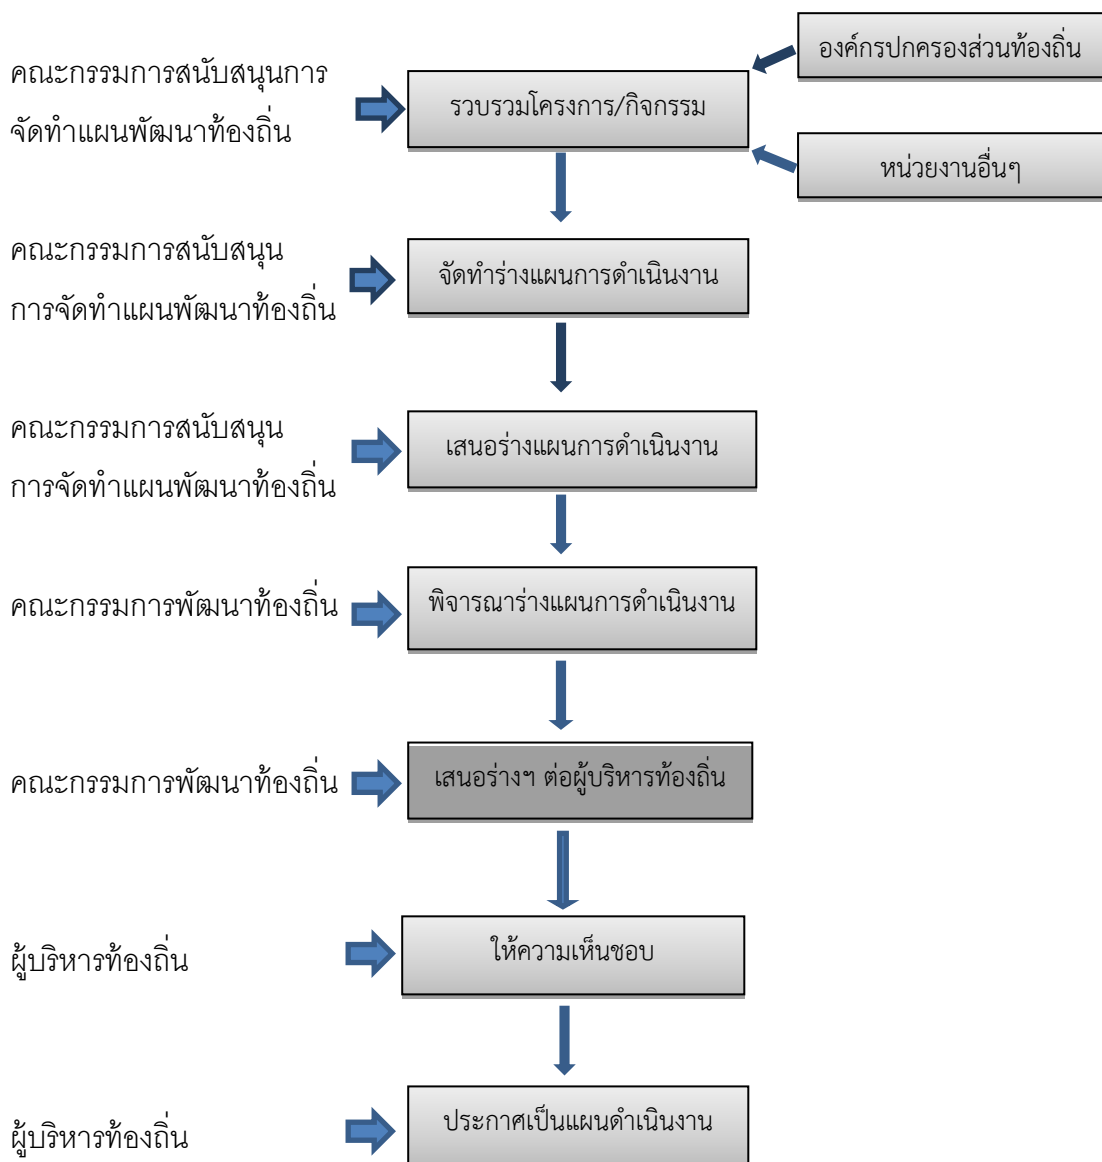 องค์กรปกครองส่วนท้องถิ่น
คณะกรรมการสนับสนุนการ
จัดทำแผนพัฒนาท้องถิ่น
รวบรวมโครงการ/กิจกรรม
หน่วยงานอื่นๆ
คณะกรรมการสนับสนุน
การจัดทำแผนพัฒนาท้องถิ่น
จัดทำร่างแผนการดำเนินงาน
คณะกรรมการสนับสนุน
การจัดทำแผนพัฒนาท้องถิ่น
เสนอร่างแผนการดำเนินงาน
คณะกรรมการพัฒนาท้องถิ่น
พิจารณาร่างแผนการดำเนินงาน
คณะกรรมการพัฒนาท้องถิ่น
เสนอร่างฯ ต่อผู้บริหารท้องถิ่น
ผู้บริหารท้องถิ่น
ให้ความเห็นชอบ
ผู้บริหารท้องถิ่น
ประกาศเป็นแผนดำเนินงาน